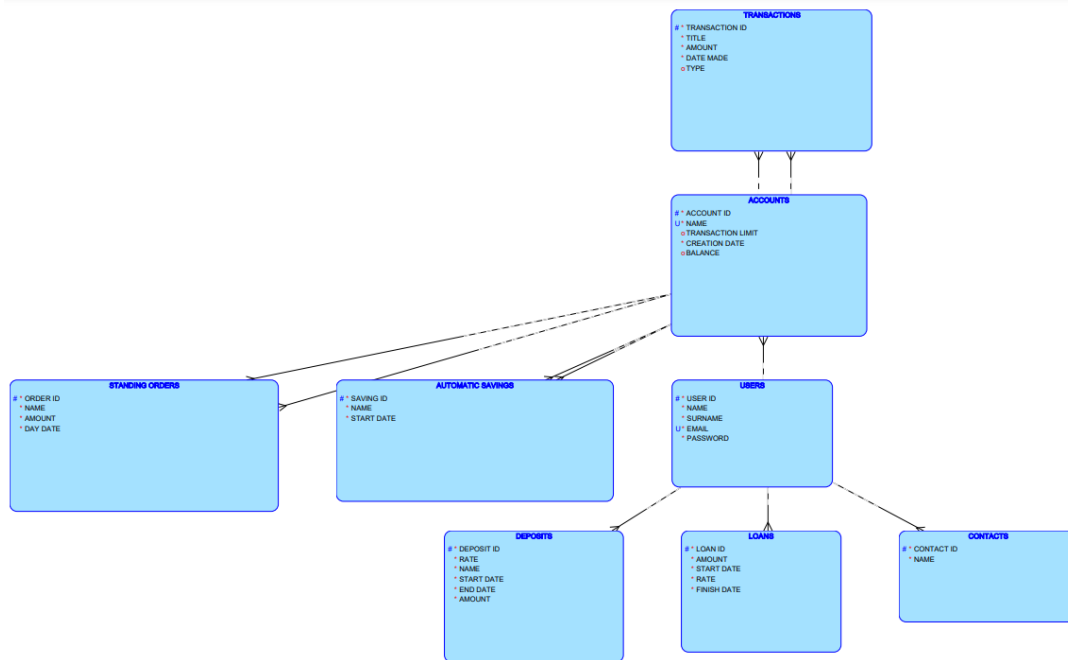 TRANSACTIONS
# * TRANSACTION ID
* TITLE
* AMOUNT
* DATE MADE
o TYPE
ACCOUNTS
# * ACCOUNT ID
U * NAME
o TRANSACTION LIMIT
* CREATION DATE
o BALANCE
STANDING ORDERS
# * ORDER ID
* NAME
* AMOUNT
* DAY DATE
AUTOMATIC SAVINGS
# * SAVING ID
* NAME
* START DATE
USERS
# * USER ID
* NAME
* SURNAME
U * EMAIL
* PASSWORD
DEPOSITS
# * DEPOSIT ID
* RATE
* NAME
* START DATE
* END DATE
* AMOUNT
LOANS
# * LOAN ID
* AMOUNT
* START DATE
* RATE
* FINISH DATE
CONTACTS
# * CONTACT ID
* NAME